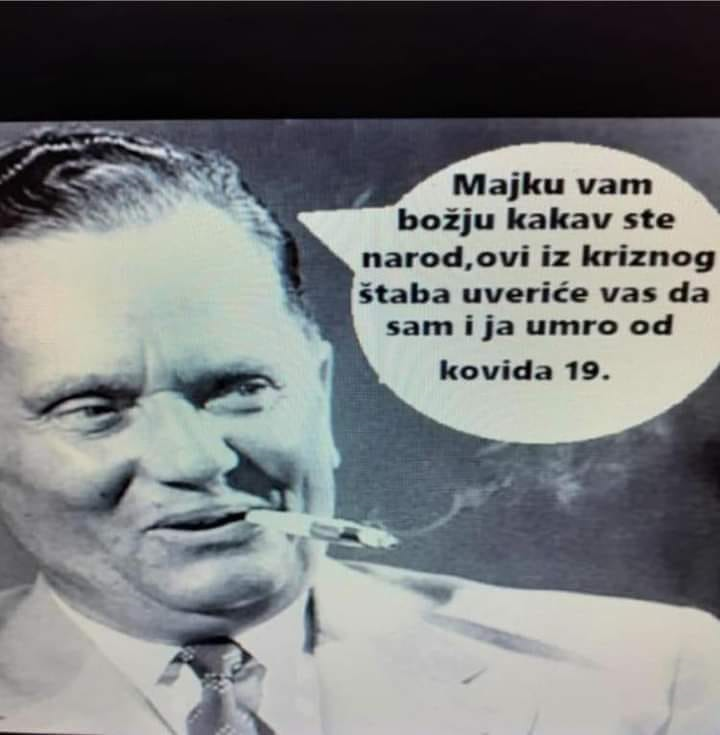 Majku vam
božju kakav ste
narod,ovi iz kriznog
štaba uveriće vas da
sam i ja umro od
kovida 19.